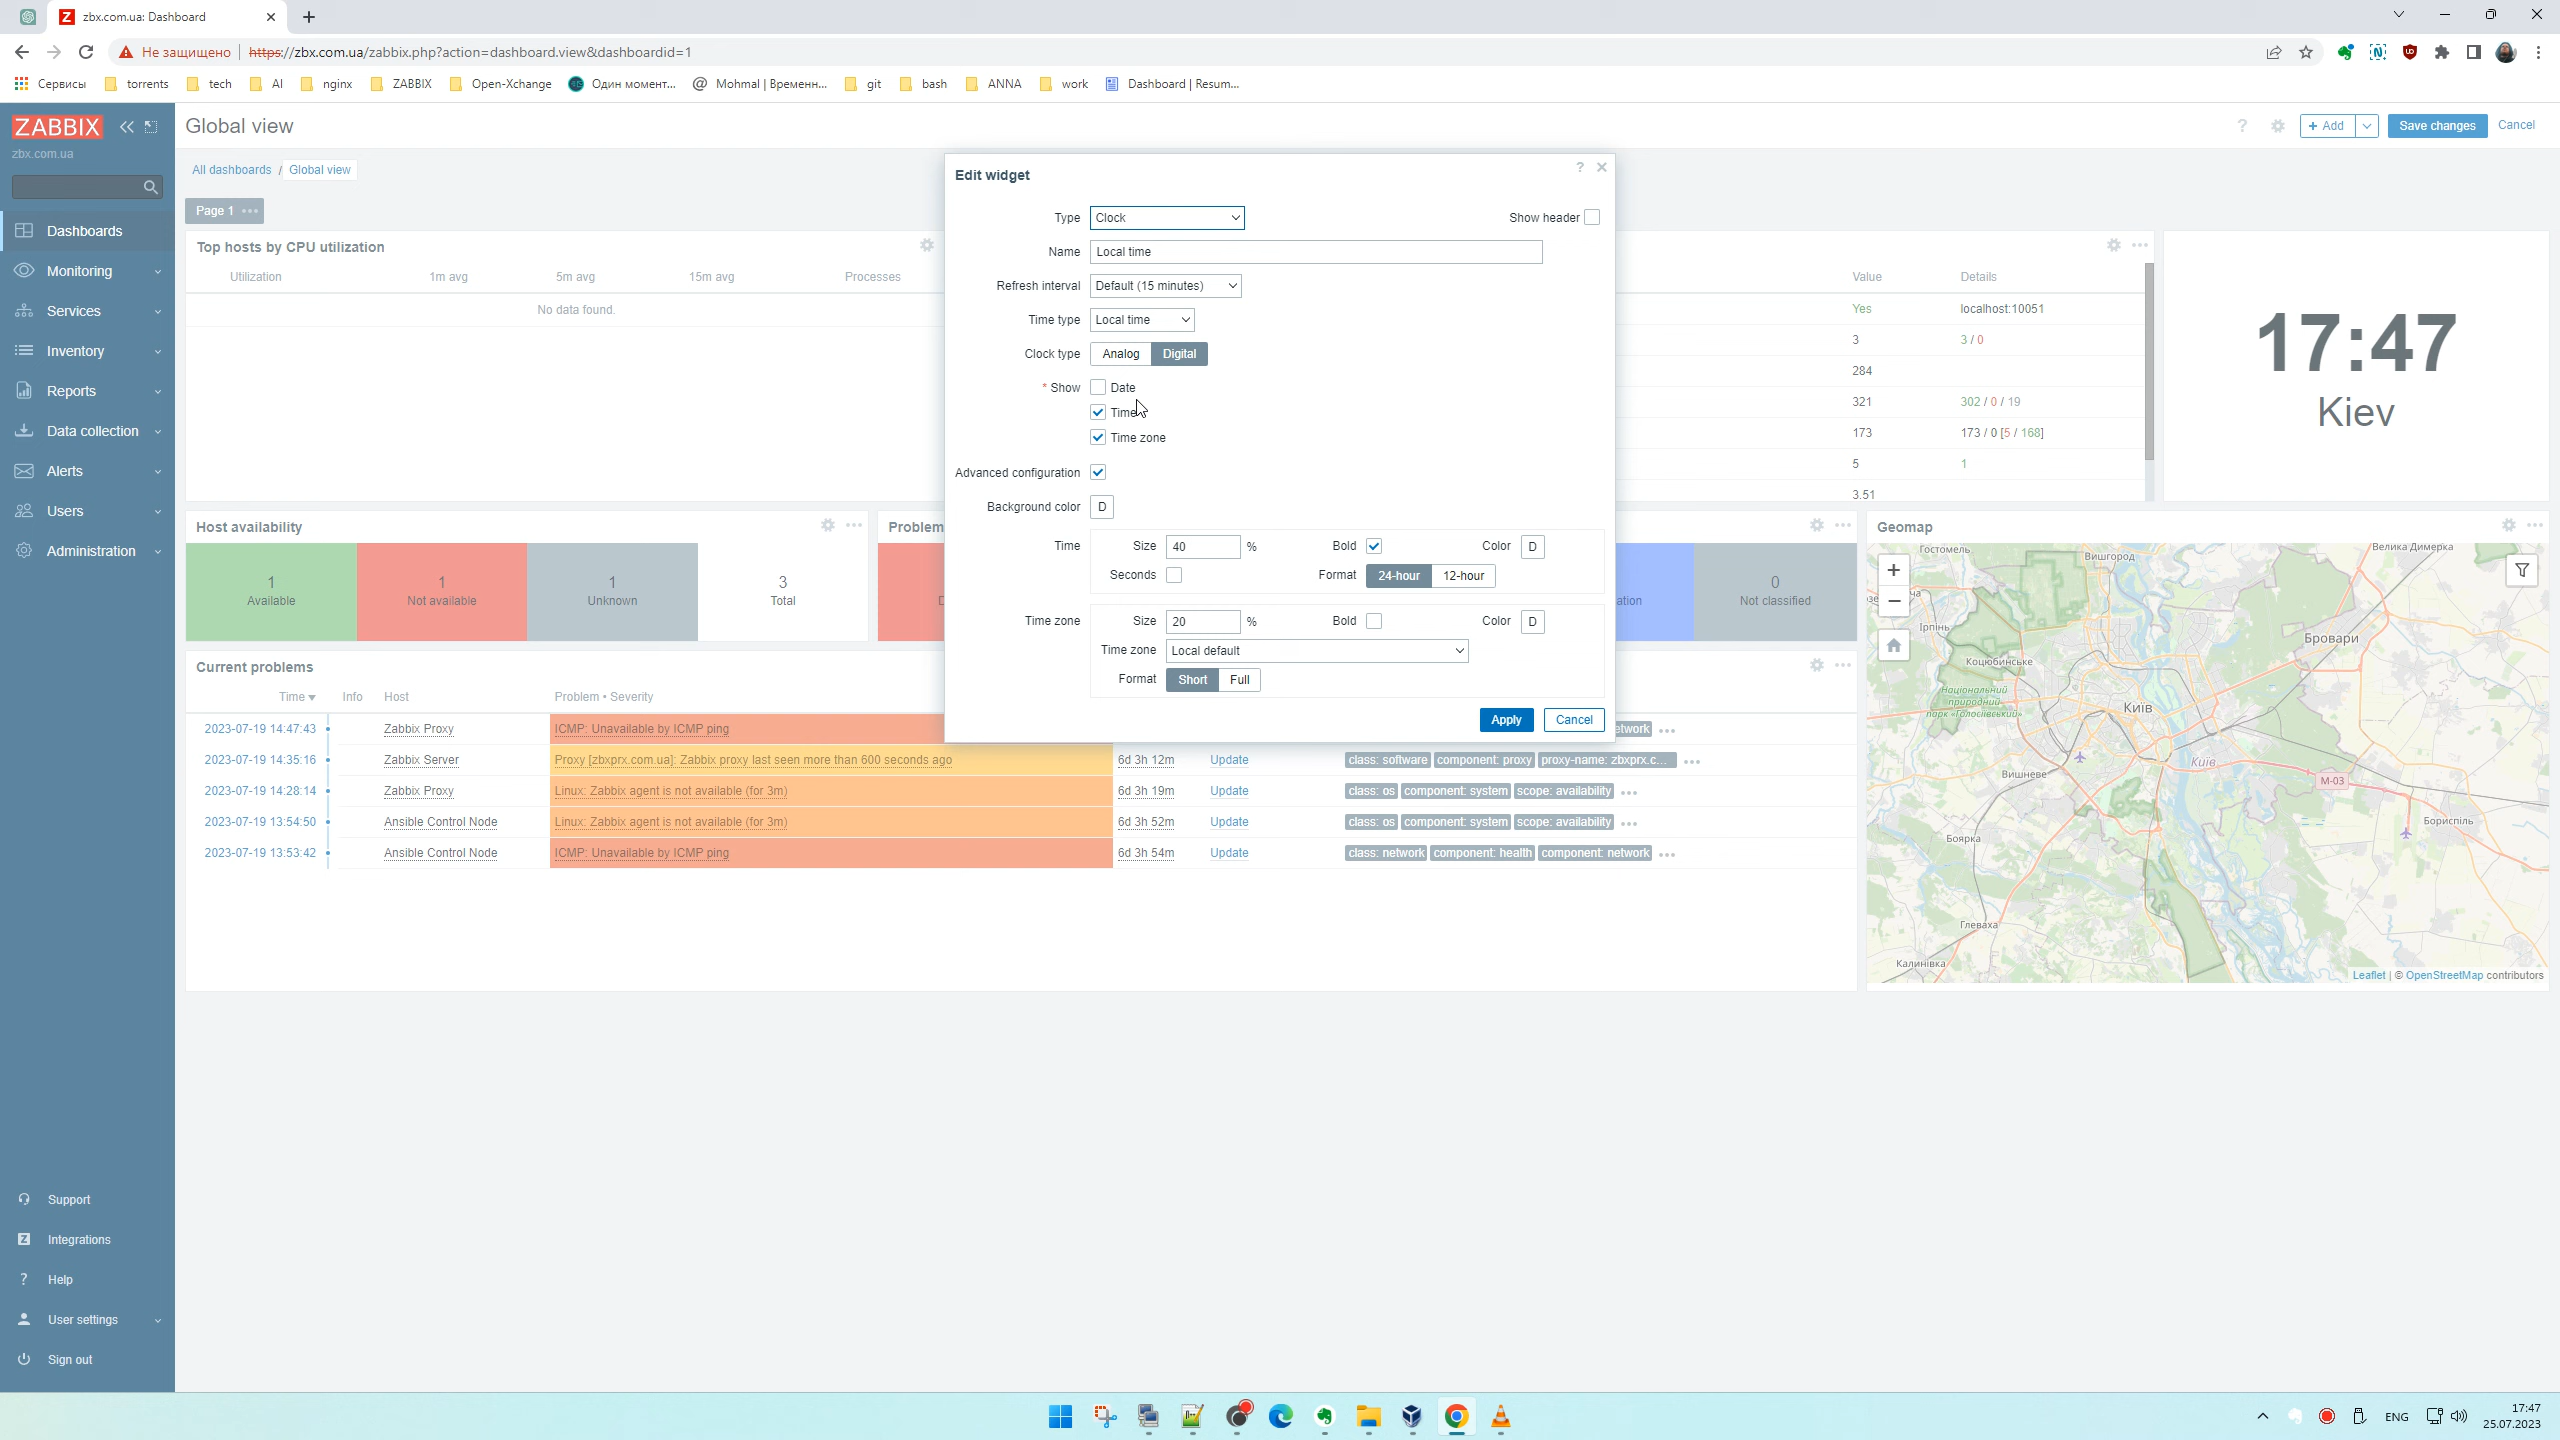 zbx.com.ua: Dashboard
Не защищено https://zbx.com.ua/zabbix.php?action=dashboard.view&dashboardid=1
Сервисы torrents tech AI nginx ZABBIX Open-Xchange Один момент... Mohmal | Временн... git bash ANNA work Dashboard | Resum...
ZABBIX
zbx.com.ua
Dashboards
Monitoring
Services
Inventory
Reports
Data collection
Alerts
Users
Administration
Support
Integrations
Help
User settings
Sign out
Global view
? + Add Save changes Cancel
All dashboards / Global view
Page 1
Top hosts by CPU utilization
Utilization 1m avg 5m avg 15m avg Processes
No data found.
Edit widget
Type Clock Show header
Name Local time
Refresh interval Default (15 minutes)
Time type Local time
Clock type Analog Digital
* Show Date
Time
Time zone
Advanced configuration
Background color D
Time Size 40 % Bold Color D
Seconds Format 24-hour 12-hour
Time zone Size 20 % Bold Color D
Time zone Local default
Format Short Full
Apply Cancel
Value Details
Yes localhost:10051
3 3 / 0
284
321 302 / 0 / 19
173 173 / 0 [5 / 168]
5 1
3.51
17:47
Kiev
Host availability
1 Available
1 Not available
1 Unknown
3 Total
Problem
D
ation
0 Not classified
Current problems
Time Info Host Problem • Severity
2023-07-19 14:47:43 Zabbix Proxy ICMP: Unavailable by ICMP ping etwork
2023-07-19 14:35:16 Zabbix Server Proxy [zbxprx.com.ua]: Zabbix proxy last seen more than 600 seconds ago 6d 3h 12m Update class: software component: proxy proxy-name: zbxprx.c...
2023-07-19 14:28:14 Zabbix Proxy Linux: Zabbix agent is not available (for 3m) 6d 3h 19m Update class: os component: system scope: availability
2023-07-19 13:54:50 Ansible Control Node Linux: Zabbix agent is not available (for 3m) 6d 3h 52m Update class: os component: system scope: availability
2023-07-19 13:53:42 Ansible Control Node ICMP: Unavailable by ICMP ping 6d 3h 54m Update class: network component: health component: network
Geomap
+
−
Гостомель
Вишгород
Велика Димерка
Ірпінь
Бровари
Коцюбинське
Національний природний парк «Голосіївський»
Київ
Київ
Вишневе
М-03
Бориспіль
Боярка
Глеваха
Калинівка
Leaflet | © OpenStreetMap contributors
ENG 17:47
25.07.2023